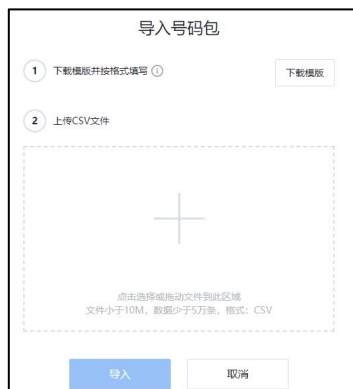 导入号码包
1 下载模版并按格式填写
下载模版
2 上传CSV文件
点击选择或拖动文件到此区域
文件小于10M，数据少于5万条，格式：CSV
导入
取消